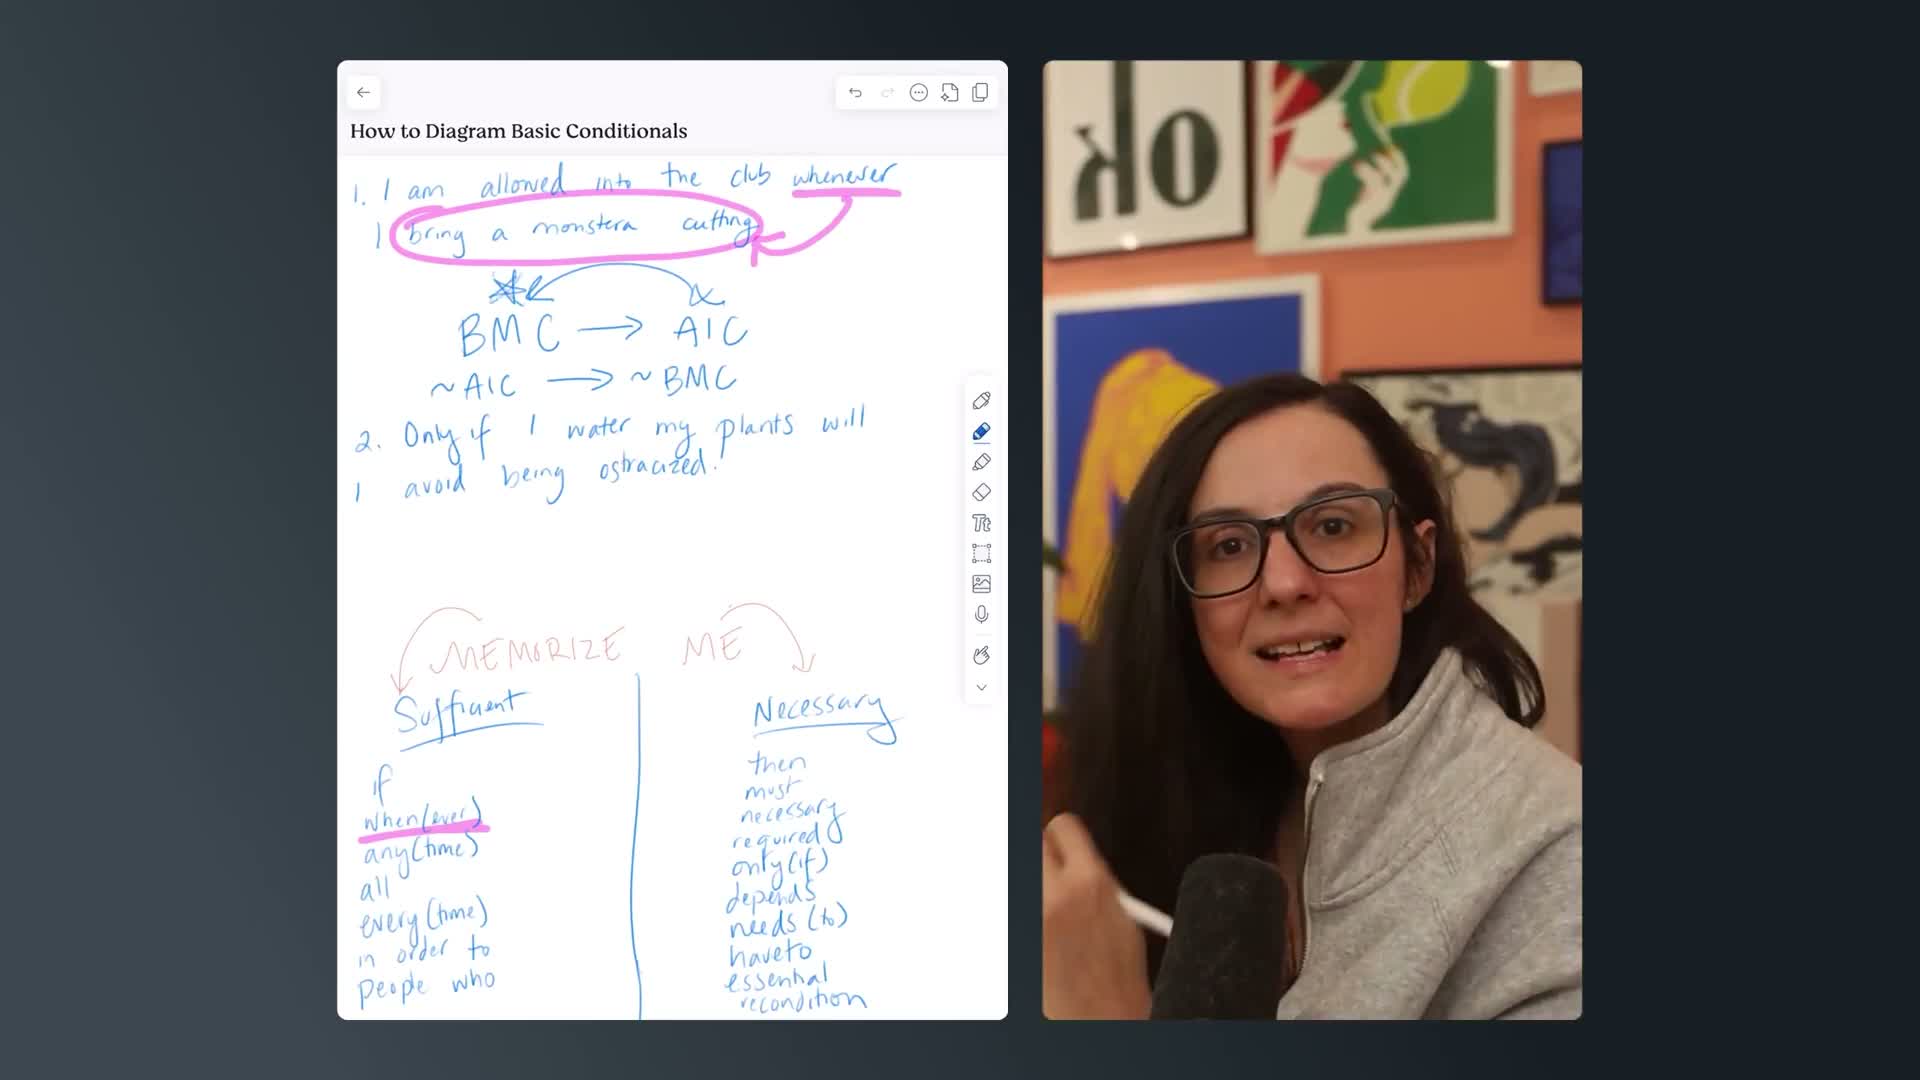 How to Diagram Basic Conditionals
1. I am allowed into the club whenever
I bring a monstera cutting
BMC → AIC
~AIC → ~BMC
2. Only if I water my plants will
I avoid being ostracized.
MEMORIZE ME
Sufficient
Necessary
if
when(ever)
any(time)
all
every(time)
in order to
people who
then
must
necessary
required
only(if)
depends
needs (to)
have to
essential
precondition
Tt
ok